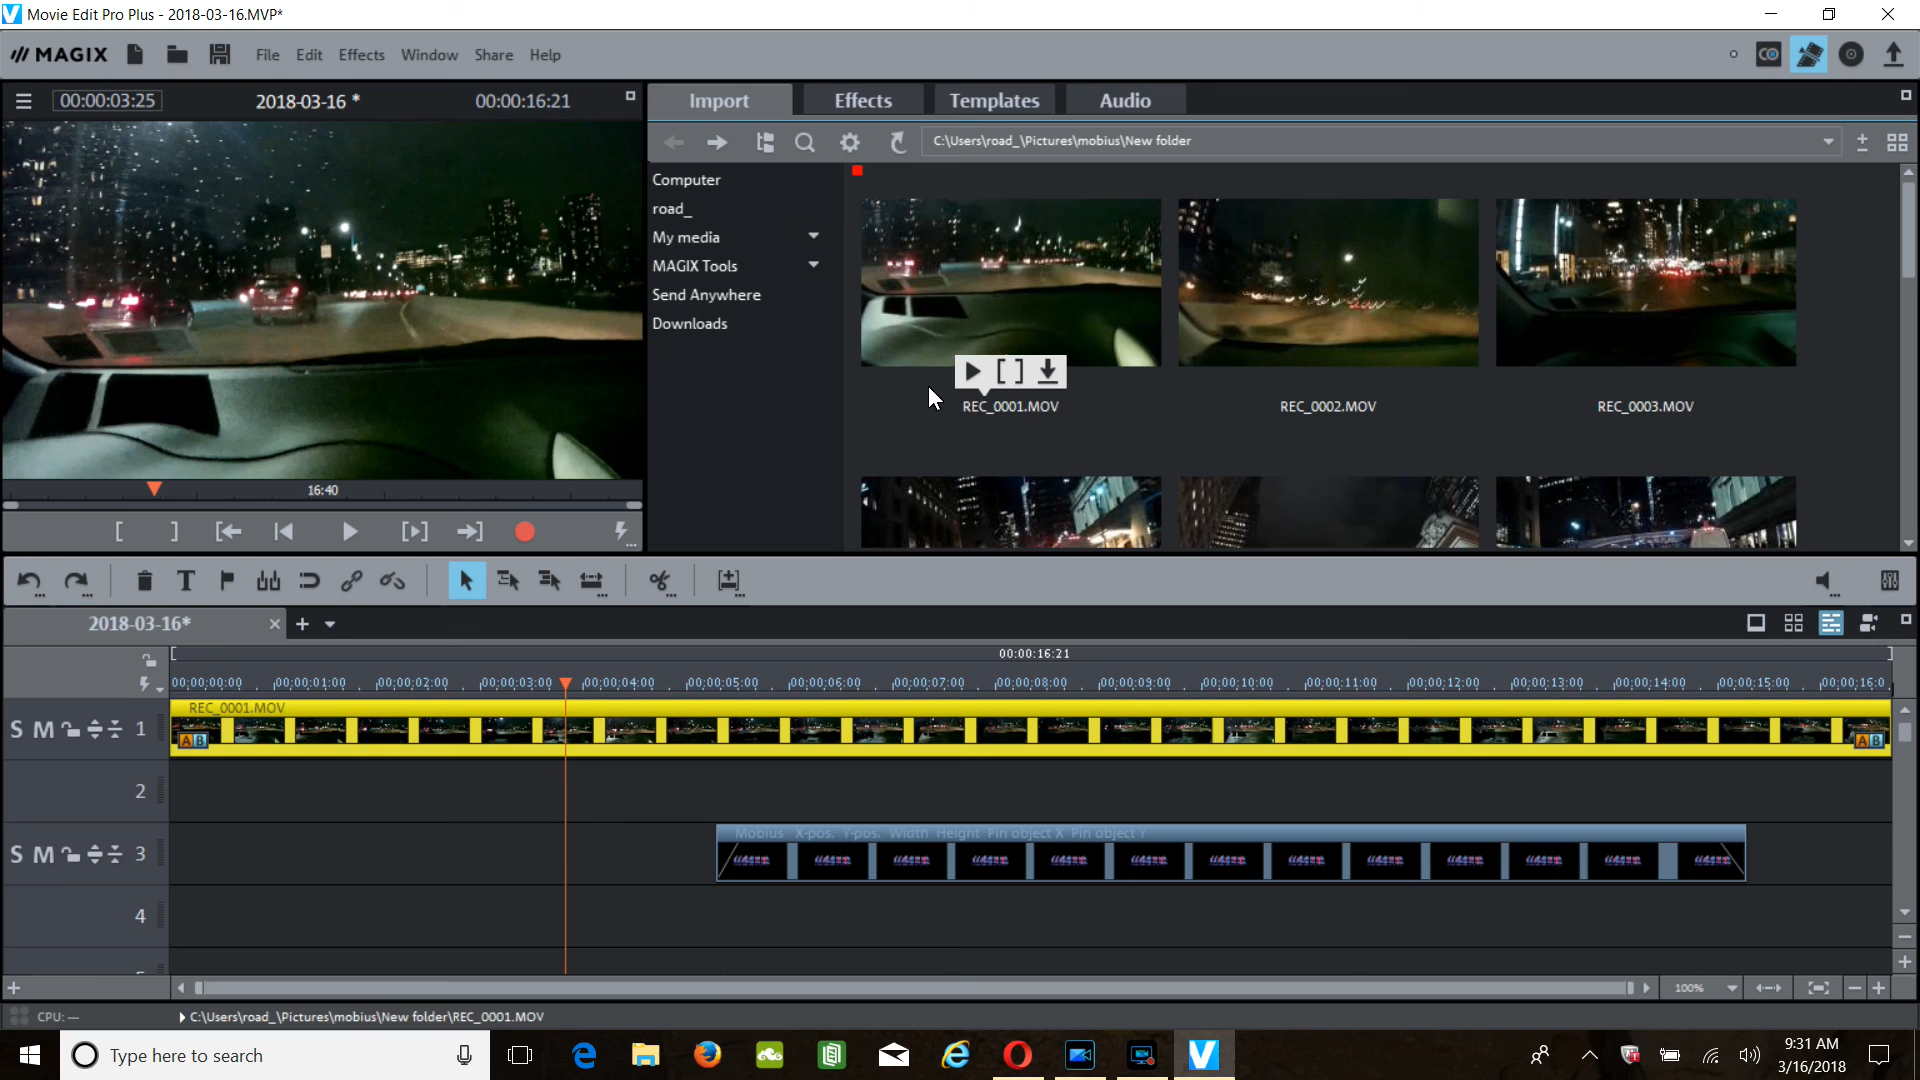 Movie Edit Pro Plus - 2018-03-16.MVP*
MAGIX File Edit Effects Window Share Help
00:00:03:25 2018-03-16 * 00:00:16:21
Import Effects Templates Audio
C:\Users\road_\Pictures\mobius\New folder
Computer
road_
My media
MAGIX Tools
Send Anywhere
Downloads
REC_0001.MOV REC_0002.MOV REC_0003.MOV
16:40
2018-03-16*
00:00:16:21
00:00:00:00 00:00:01:00 00:00:02:00 00:00:03:00 00:00:04:00 00:00:05:00 00:00:06:00 00:00:07:00 00:00:08:00 00:00:09:00 00:00:10:00 00:00:11:00 00:00:12:00 00:00:13:00 00:00:14:00 00:00:15:00 00:00:16:0
REC_0001.MOV
S M 1
A B A B
2
Mobius X-pos. Y-pos. Width Height Pin object X Pin object Y
S M 3
4
100%
CPU: — C:\Users\road_\Pictures\mobius\New folder\REC_0001.MOV
Type here to search
9:31 AM
3/16/2018